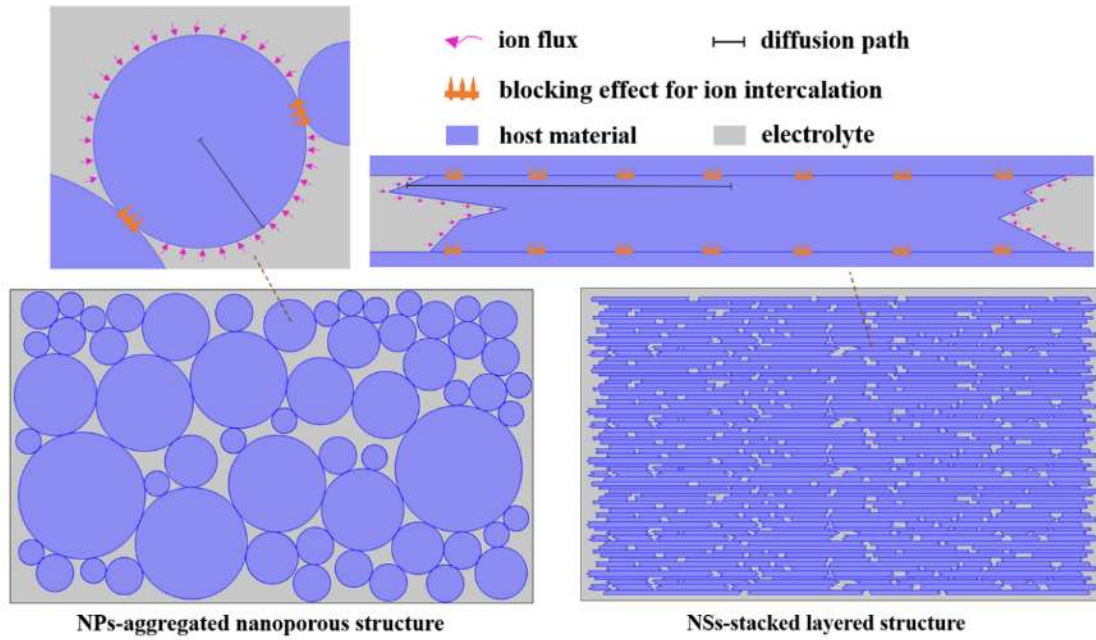 ion flux
diffusion path
blocking effect for ion intercalation
host material
electrolyte
NPs-aggregated nanoporous structure
NSs-stacked layered structure